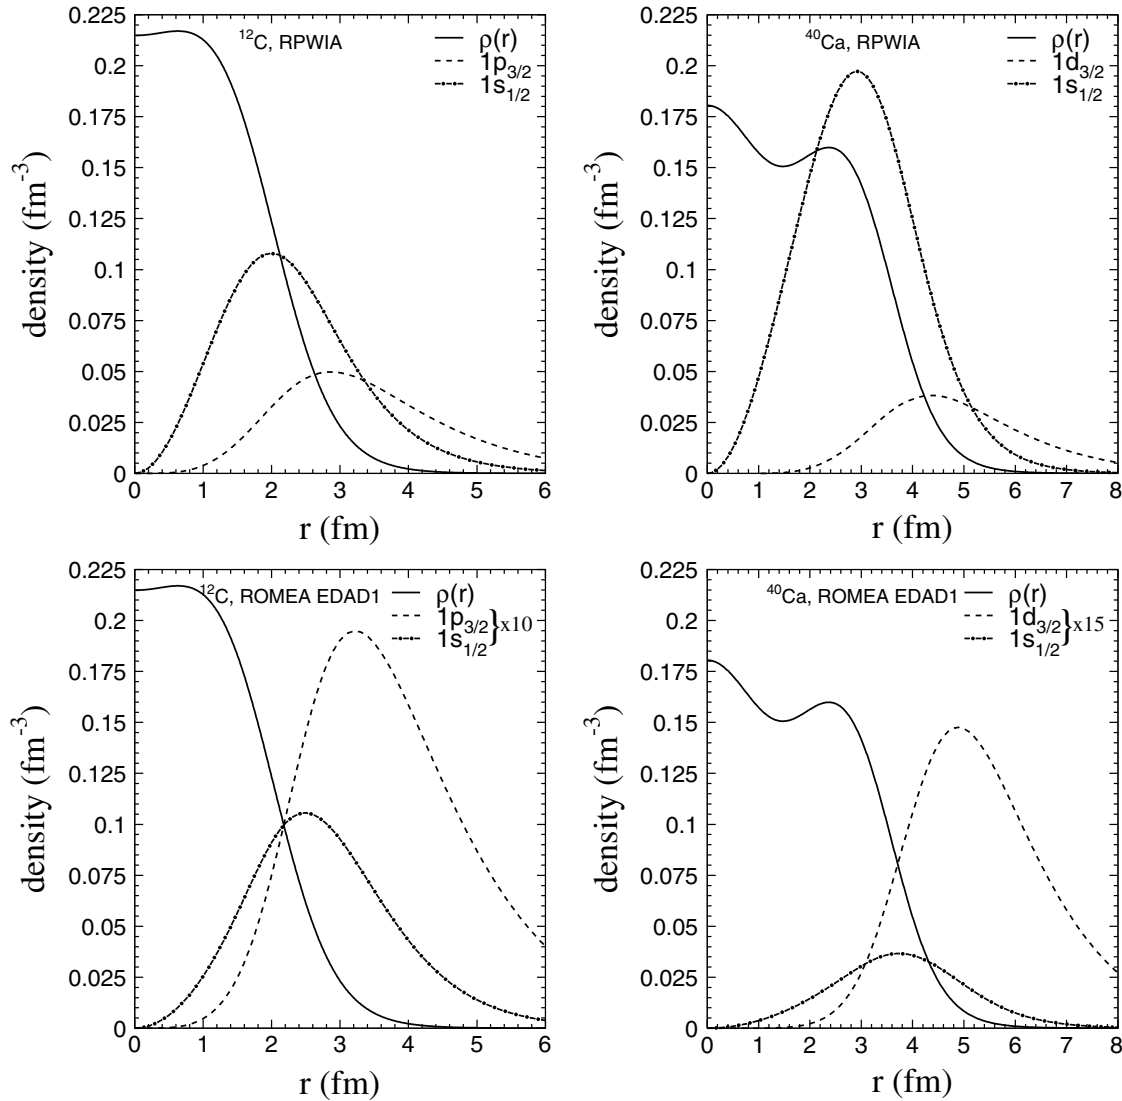 ¹²C, RPWIA
ρ(r)
1p₃/₂
1s₁/₂
0.225
0.2
0.175
0.15
0.125
0.1
0.075
0.05
0.025
0
density (fm⁻³)
0 1 2 3 4 5 6
r (fm)
⁴⁰Ca, RPWIA
ρ(r)
1d₃/₂
1s₁/₂
0.225
0.2
0.175
0.15
0.125
0.1
0.075
0.05
0.025
0
density (fm⁻³)
0 1 2 3 4 5 6 7 8
r (fm)
¹²C, ROMEA EDAD1
ρ(r)
1p₃/₂
1s₁/₂
}x10
0.225
0.2
0.175
0.15
0.125
0.1
0.075
0.05
0.025
0
density (fm⁻³)
0 1 2 3 4 5 6
r (fm)
⁴⁰Ca, ROMEA EDAD1
ρ(r)
1d₃/₂
1s₁/₂
}x15
0.225
0.2
0.175
0.15
0.125
0.1
0.075
0.05
0.025
0
density (fm⁻³)
0 1 2 3 4 5 6 7 8
r (fm)